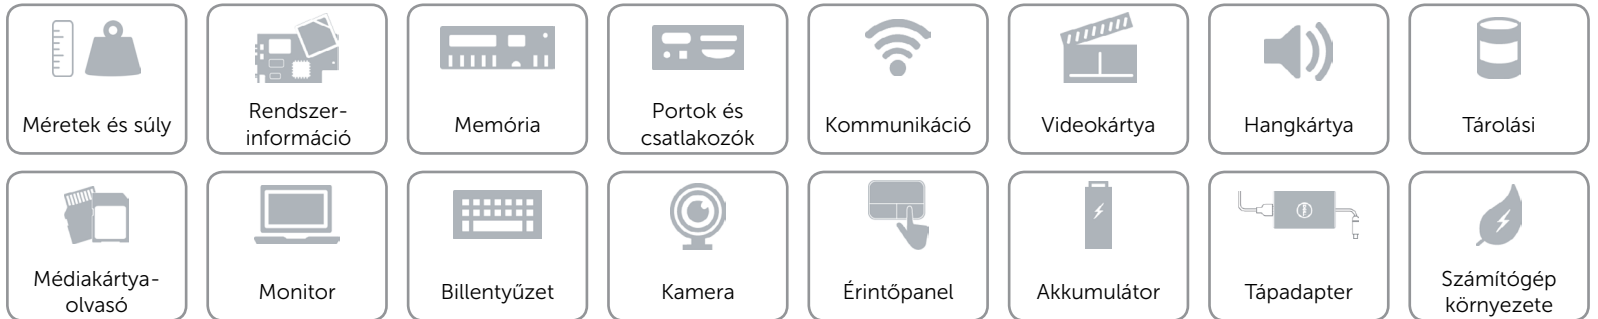 Méretek és súly
Rendszer-
információ
Memória
Portok és
csatlakozók
Kommunikáció
Videokártya
Hangkártya
Tárolási
Médiakártya-
olvasó
Monitor
Billentyűzet
Kamera
Érintőpanel
Akkumulátor
Tápadapter
Számítógép
környezete